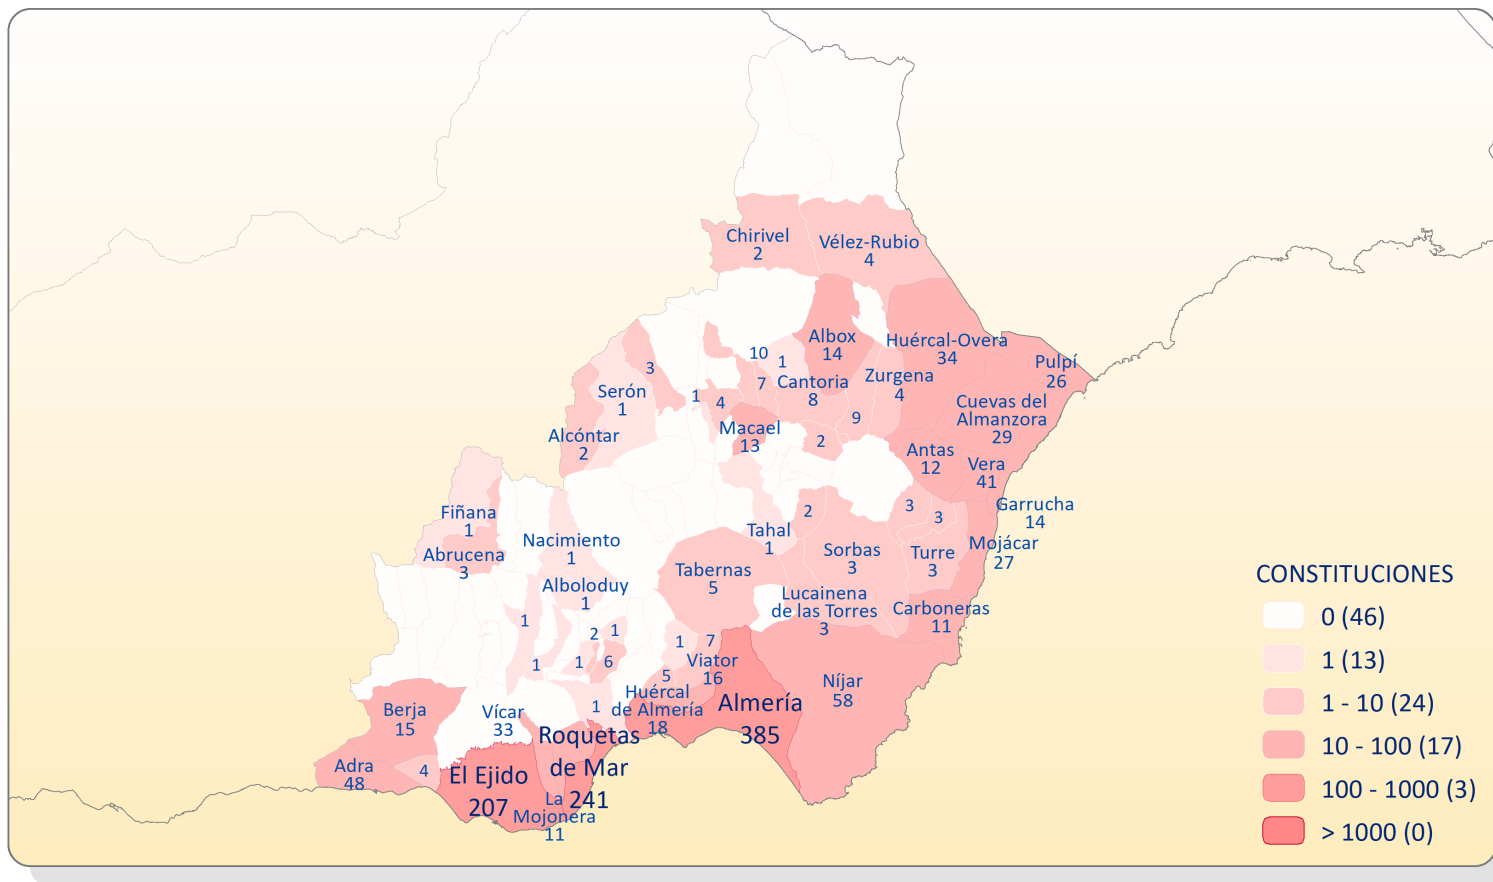 Chirivel
2
Vélez-Rubio
4
Albox
14
Huércal-Overa
34
Pulpí
26
10
1
3
7
Cantoria
8
Zurgena
4
Serón
1
1
4
9
Cuevas del
Almanzora
29
Macael
13
2
Alcóntar
2
Antas
12
Vera
41
Garrucha
14
Fiñana
1
2
3
3
Nacimiento
1
Tahal
1
Sorbas
3
Turre
3
Mojácar
27
Abrucena
3
Tabernas
5
Alboloduy
1
Lucainena
de las Torres
3
Carboneras
11
1
2
1
1
7
1
1
6
5
Viator
16
Níjar
58
Huércal
de Almería
18
1
Almería
385
Berja
15
Vícar
33
Roquetas
de Mar
241
Adra
48
4
El Ejido
207
La
Mojonera
11
CONSTITUCIONES
0 (46)
1 (13)
1 - 10 (24)
10 - 100 (17)
100 - 1000 (3)
> 1000 (0)